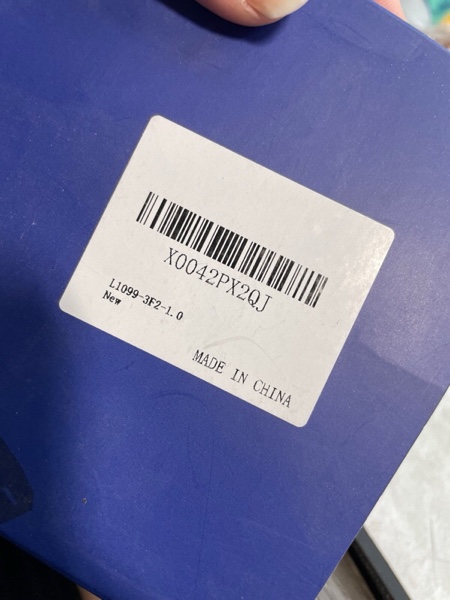 X0042PX2QJ
L1099-3F2-1.0
New
MADE IN CHINA